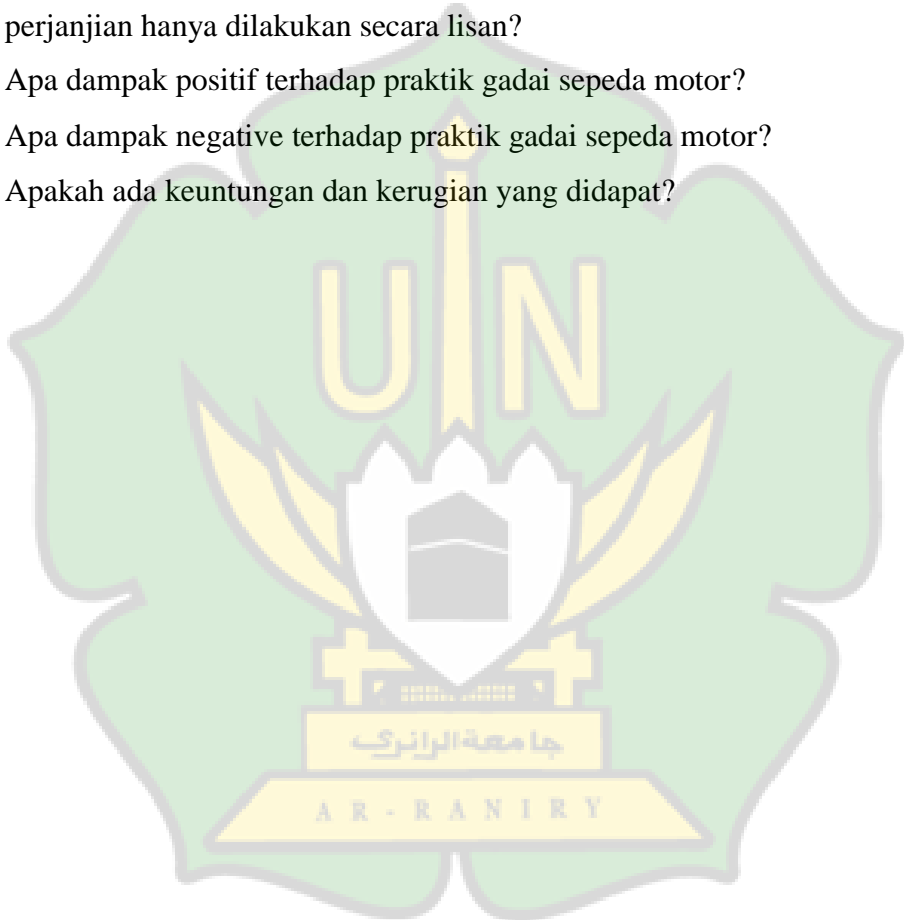 perjanjian hanya dilakukan secara lisan?
Apa dampak positif terhadap praktik gadai sepeda motor?
Apa dampak negative terhadap praktik gadai sepeda motor?
Apakah ada keuntungan dan kerugian yang didapat?
UIN
جامعة الرانري
AR-RANIRY